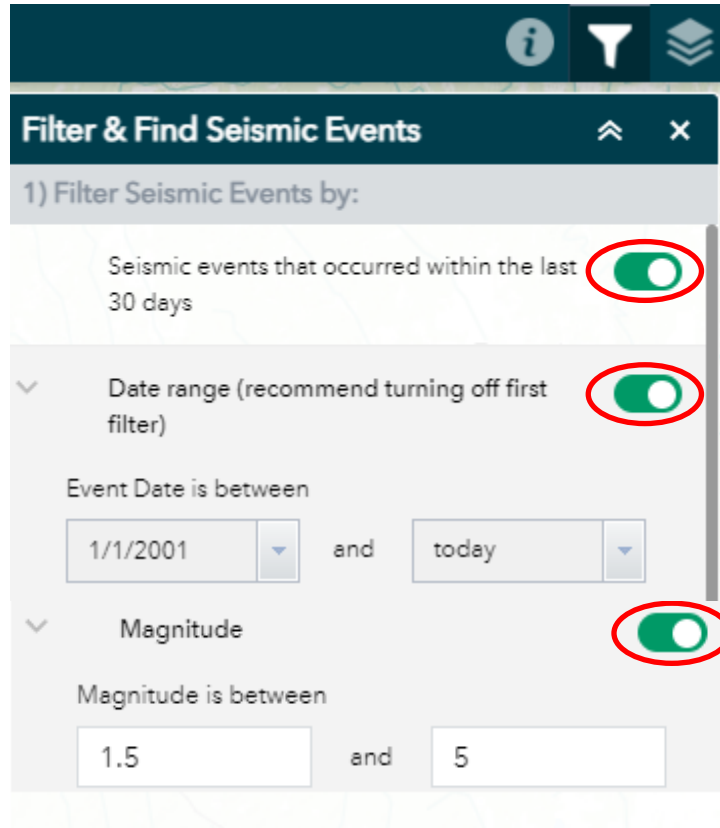 Filter & Find Seismic Events
1) Filter Seismic Events by:
Seismic events that occurred within the last
30 days
Date range (recommend turning off first
filter)
Event Date is between
1/1/2001 and today
Magnitude
Magnitude is between
1.5 and 5